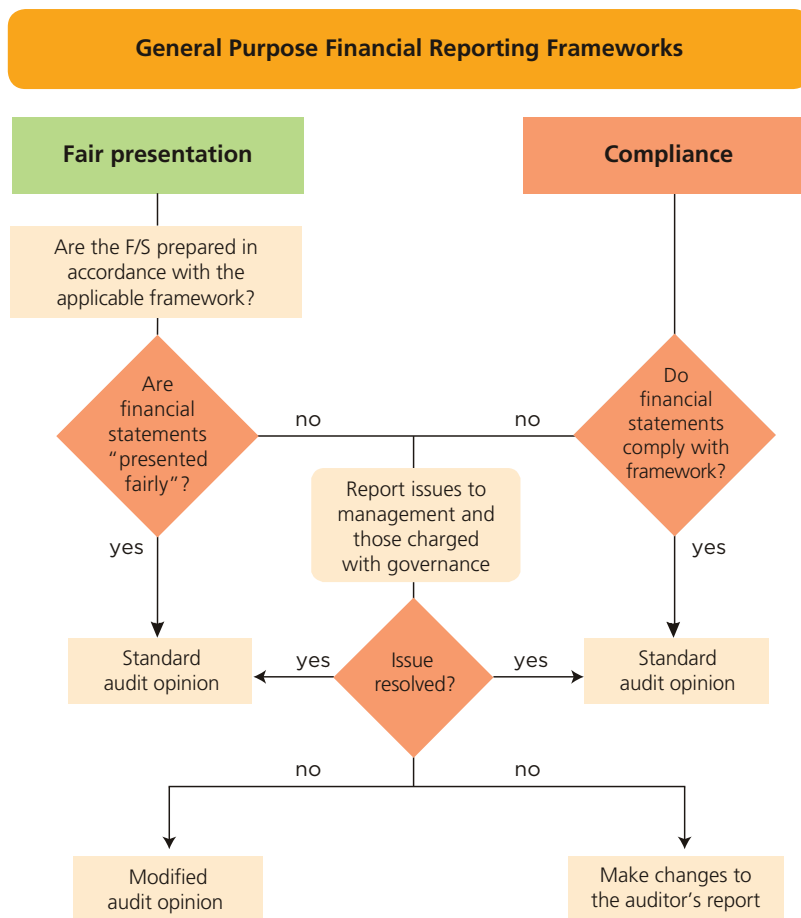 General Purpose Financial Reporting Frameworks
Fair presentation
Compliance
Are the F/S prepared in
accordance with the
applicable framework?
Are
financial
statements
“presented
fairly”?
no
no
Do
financial
statements
comply with
framework?
Report issues to
management and
those charged
with governance
yes
yes
Standard
audit opinion
yes
Issue
resolved?
yes
Standard
audit opinion
no
no
Modified
audit opinion
Make changes to
the auditor’s report